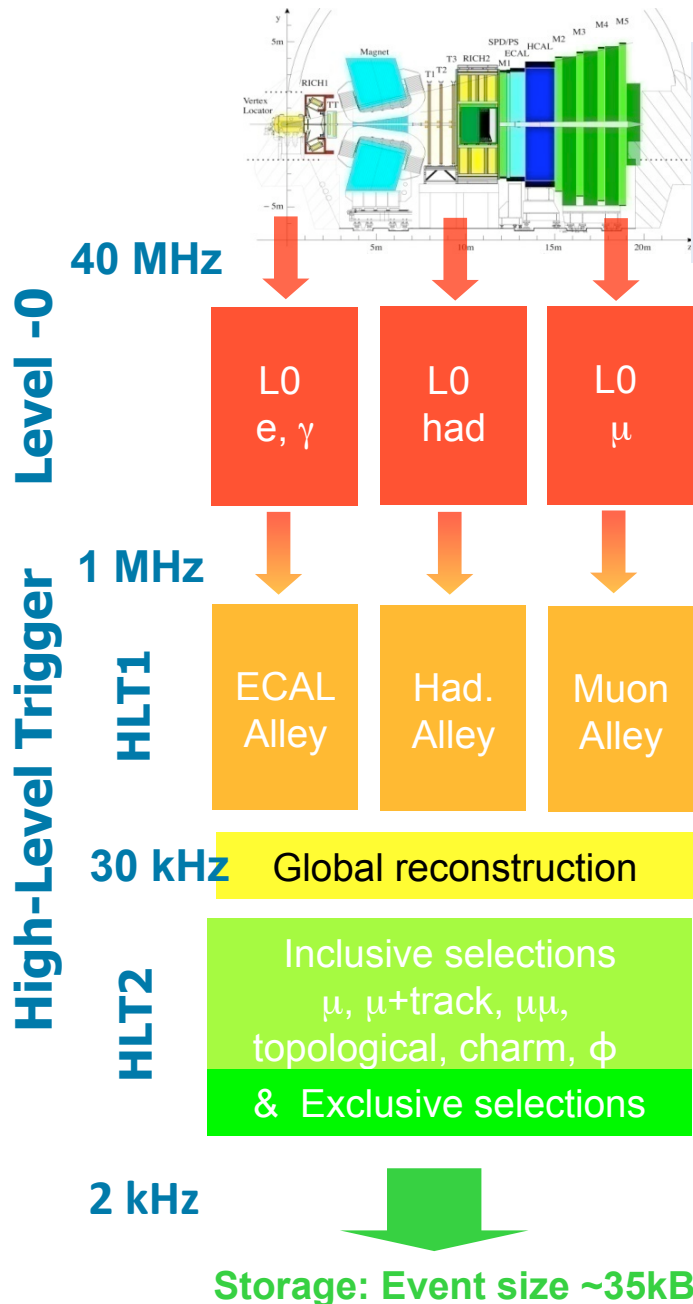 y
5m
Magnet
SPD/PS
ECAL
HCAL
M2
M3
M4
M5
T1
T2
T3
RICH2
M1
RICH1
TT
Vertex
Locator
- 5m
5m
10m
15m
20m
z
40 MHz
Level -0
L0
e, γ
L0
had
L0
μ
1 MHz
High-Level Trigger
HLT1
ECAL
Alley
Had.
Alley
Muon
Alley
30 kHz
Global reconstruction
HLT2
Inclusive selections
μ, μ+track, μμ,
topological, charm, ϕ
& Exclusive selections
2 kHz
Storage: Event size ~35kB